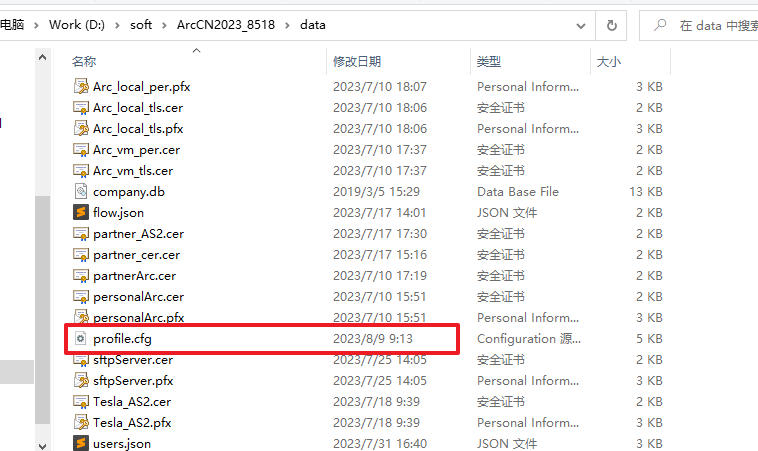 电脑 > Work (D:) > soft > ArcCN2023_8518 > data
在 data 中搜索
名称 修改日期 类型 大小
Arc_local_per.pfx 2023/7/10 18:07 Personal Inform... 3 KB
Arc_local_tls.cer 2023/7/10 18:06 安全证书 2 KB
Arc_local_tls.pfx 2023/7/10 18:06 Personal Inform... 3 KB
Arc_vm_per.cer 2023/7/10 17:37 安全证书 2 KB
Arc_vm_tls.cer 2023/7/10 17:37 安全证书 2 KB
company.db 2019/3/5 15:29 Data Base File 13 KB
flow.json 2023/7/17 14:01 JSON 文件 2 KB
partner_AS2.cer 2023/7/17 17:30 安全证书 2 KB
partner_cer.cer 2023/7/17 15:16 安全证书 2 KB
partnerArc.cer 2023/7/10 17:19 安全证书 2 KB
personalArc.cer 2023/7/10 15:51 安全证书 2 KB
personalArc.pfx 2023/7/10 15:51 Personal Inform... 3 KB
profile.cfg 2023/8/9 9:13 Configuration 源... 5 KB
sftpServer.cer 2023/7/25 14:05 安全证书 2 KB
sftpServer.pfx 2023/7/25 14:05 Personal Inform... 3 KB
Tesla_AS2.cer 2023/7/18 9:39 安全证书 2 KB
Tesla_AS2.pfx 2023/7/18 9:39 Personal Inform... 3 KB
users.json 2023/7/31 16:40 JSON 文件 2 KB